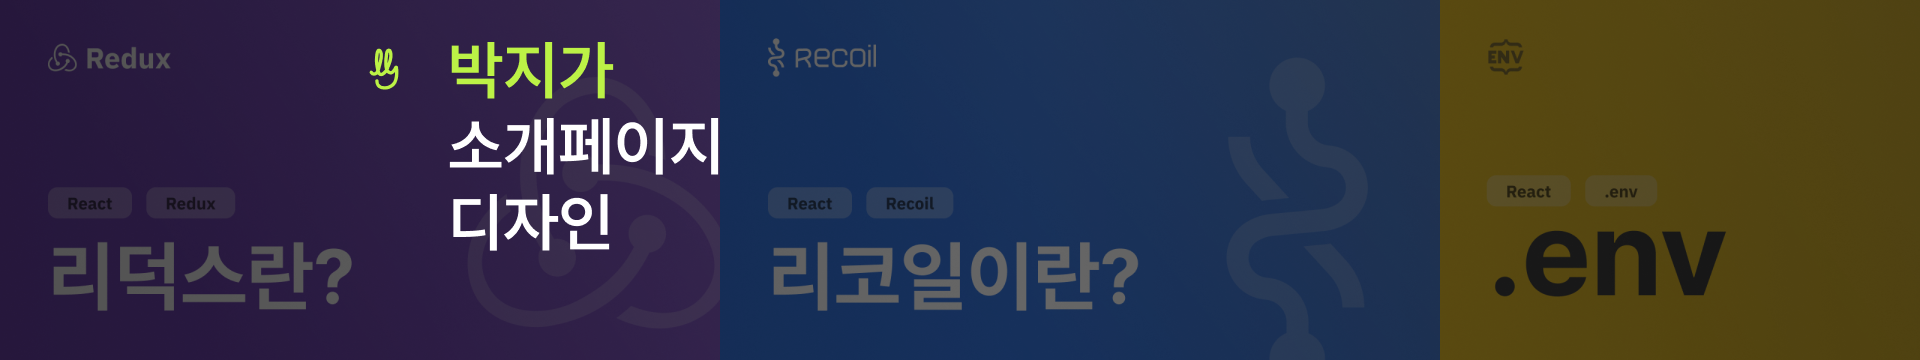 Redux
박지가
소개페이지
디자인
React Redux
리덕스란?
Recoil
React Recoil
리코일이란?
ENV
React .env
.env